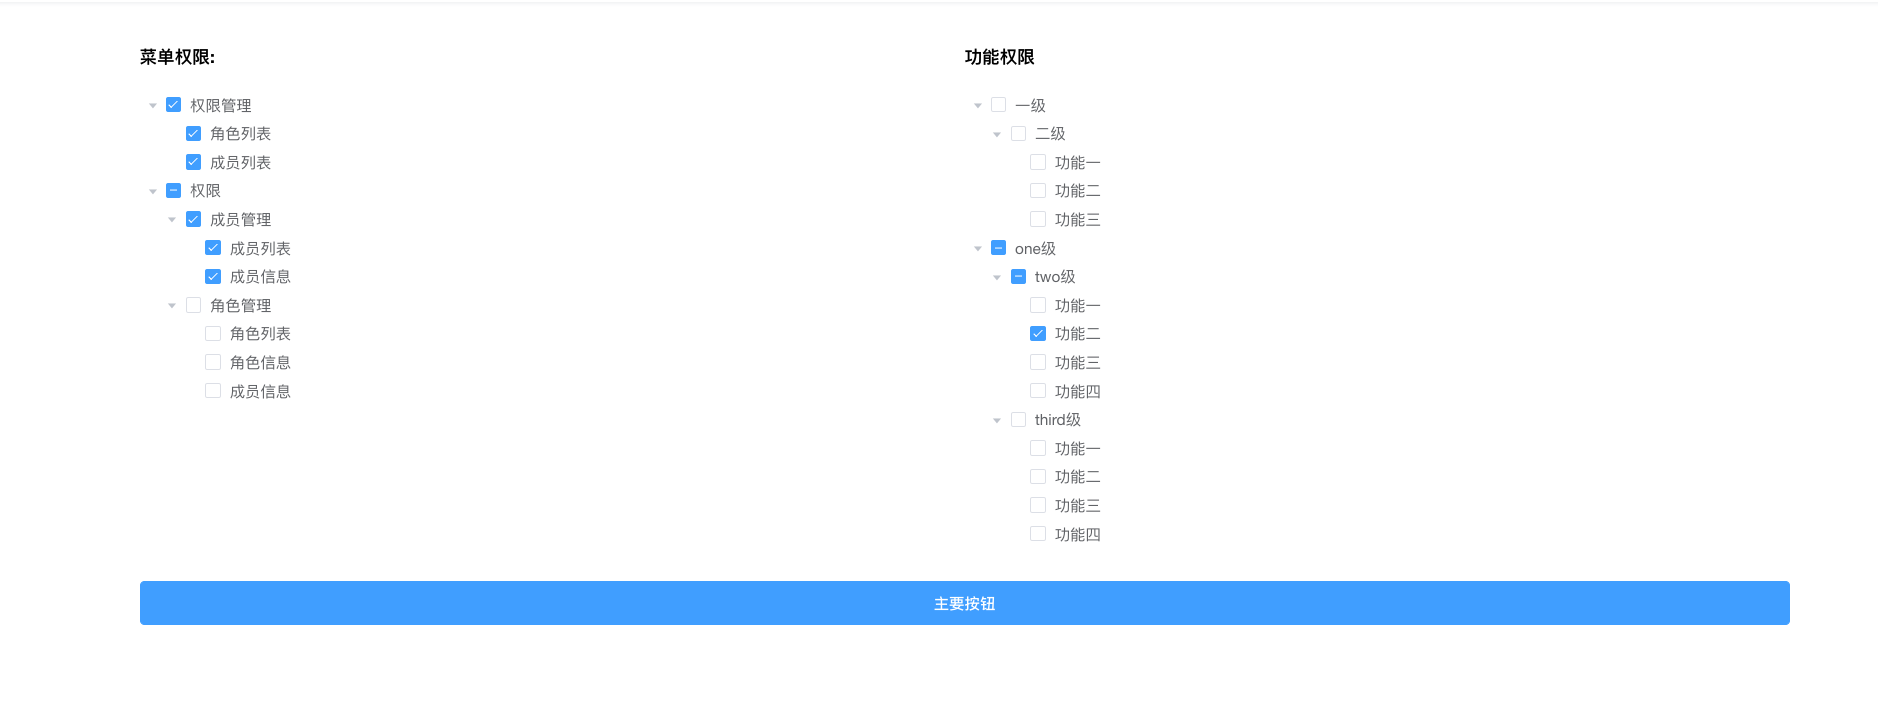 菜单权限:
权限管理
角色列表
成员列表
权限
成员管理
成员列表
成员信息
角色管理
角色列表
角色信息
成员信息
功能权限
一级
二级
功能一
功能二
功能三
one级
two级
功能一
功能二
功能三
功能四
third级
功能一
功能二
功能三
功能四
主要按钮